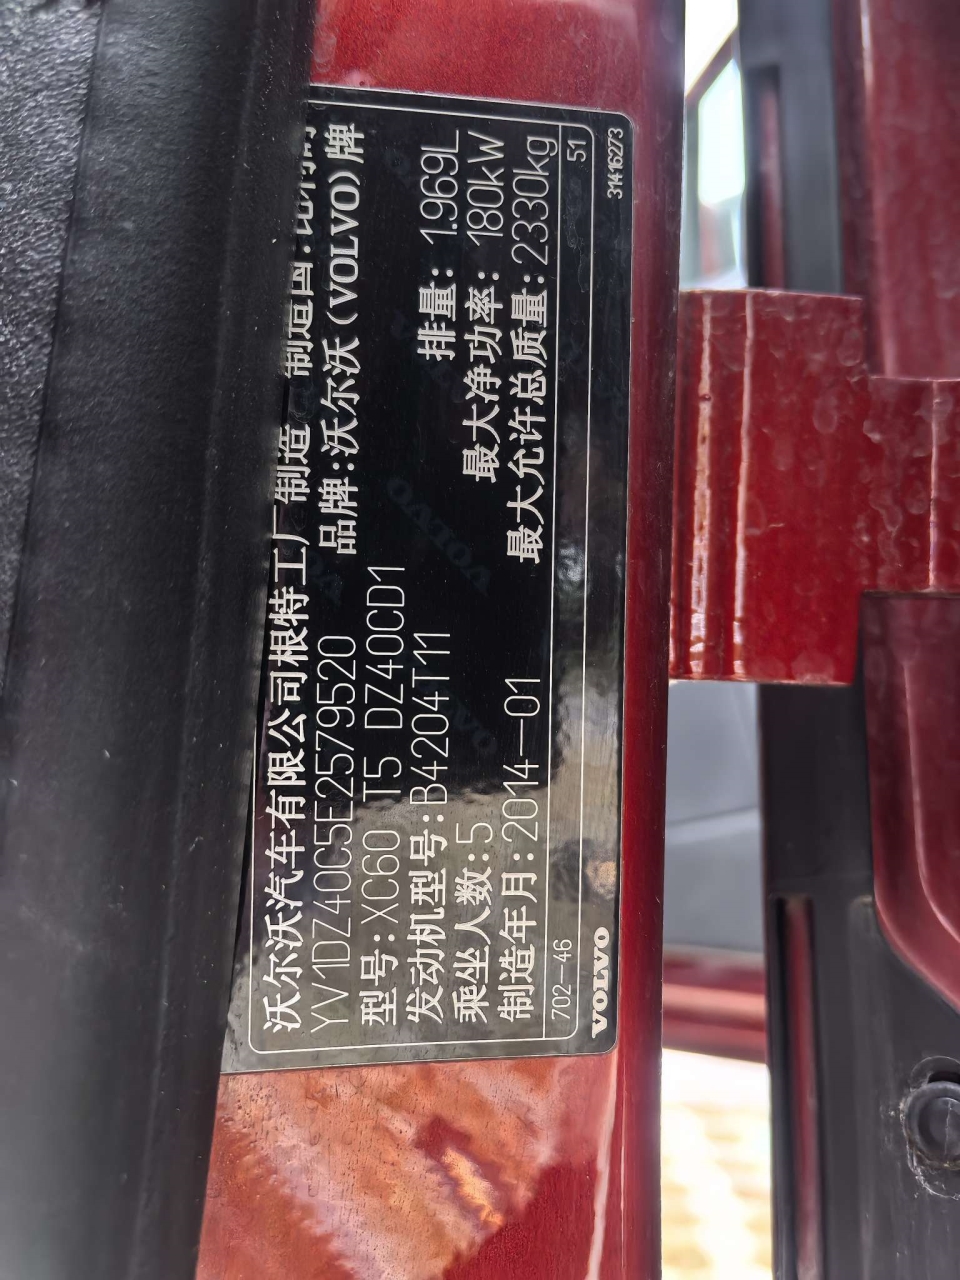 沃尔沃汽车有限公司根特工厂制造 制造国:比利时
YV1DZ40C5E2579520 品牌:沃尔沃(VOLVO)牌
型号:XC60 T5 DZ40CD1
发动机型号:B4204T11 排量: 1.969L
乘坐人数:5 最大净功率: 180kW
制造年月:2014—01 最大允许总质量:2330kg
702-46 51
VOLVO 31416273